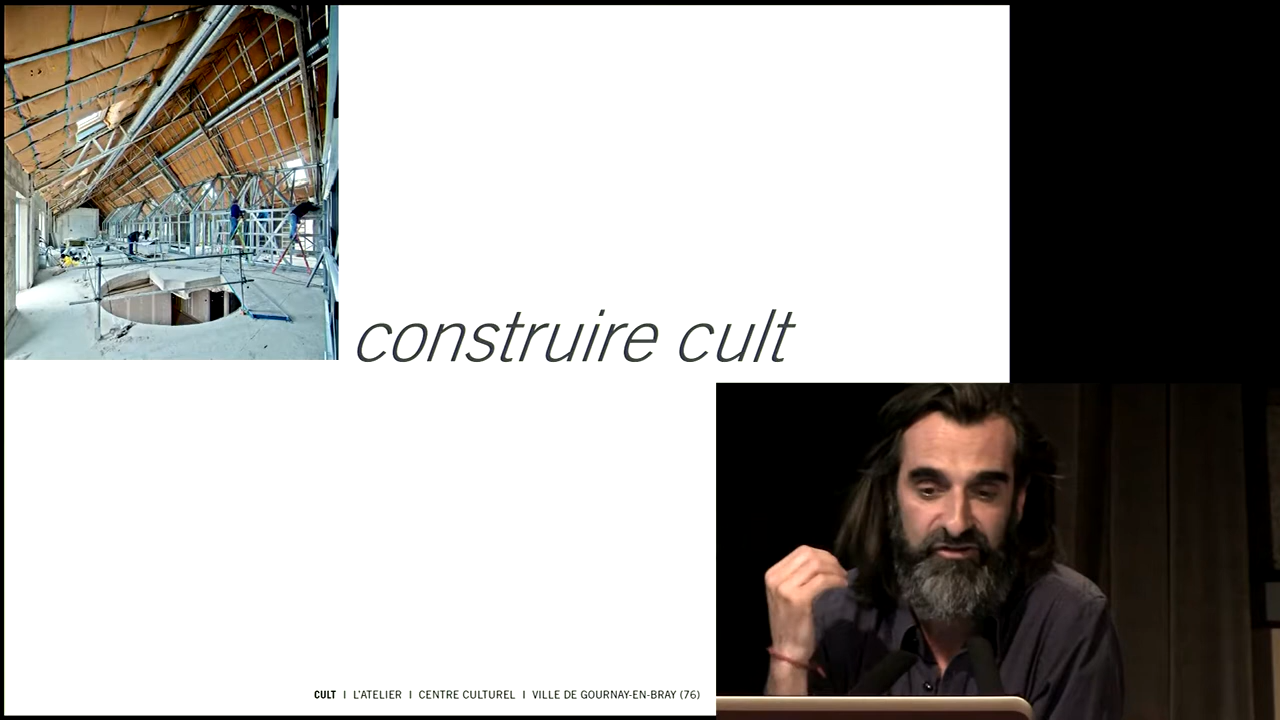 construire cult
CULT I L'ATELIER I CENTRE CULTUREL I VILLE DE GOURNAY-EN-BRAY (76)